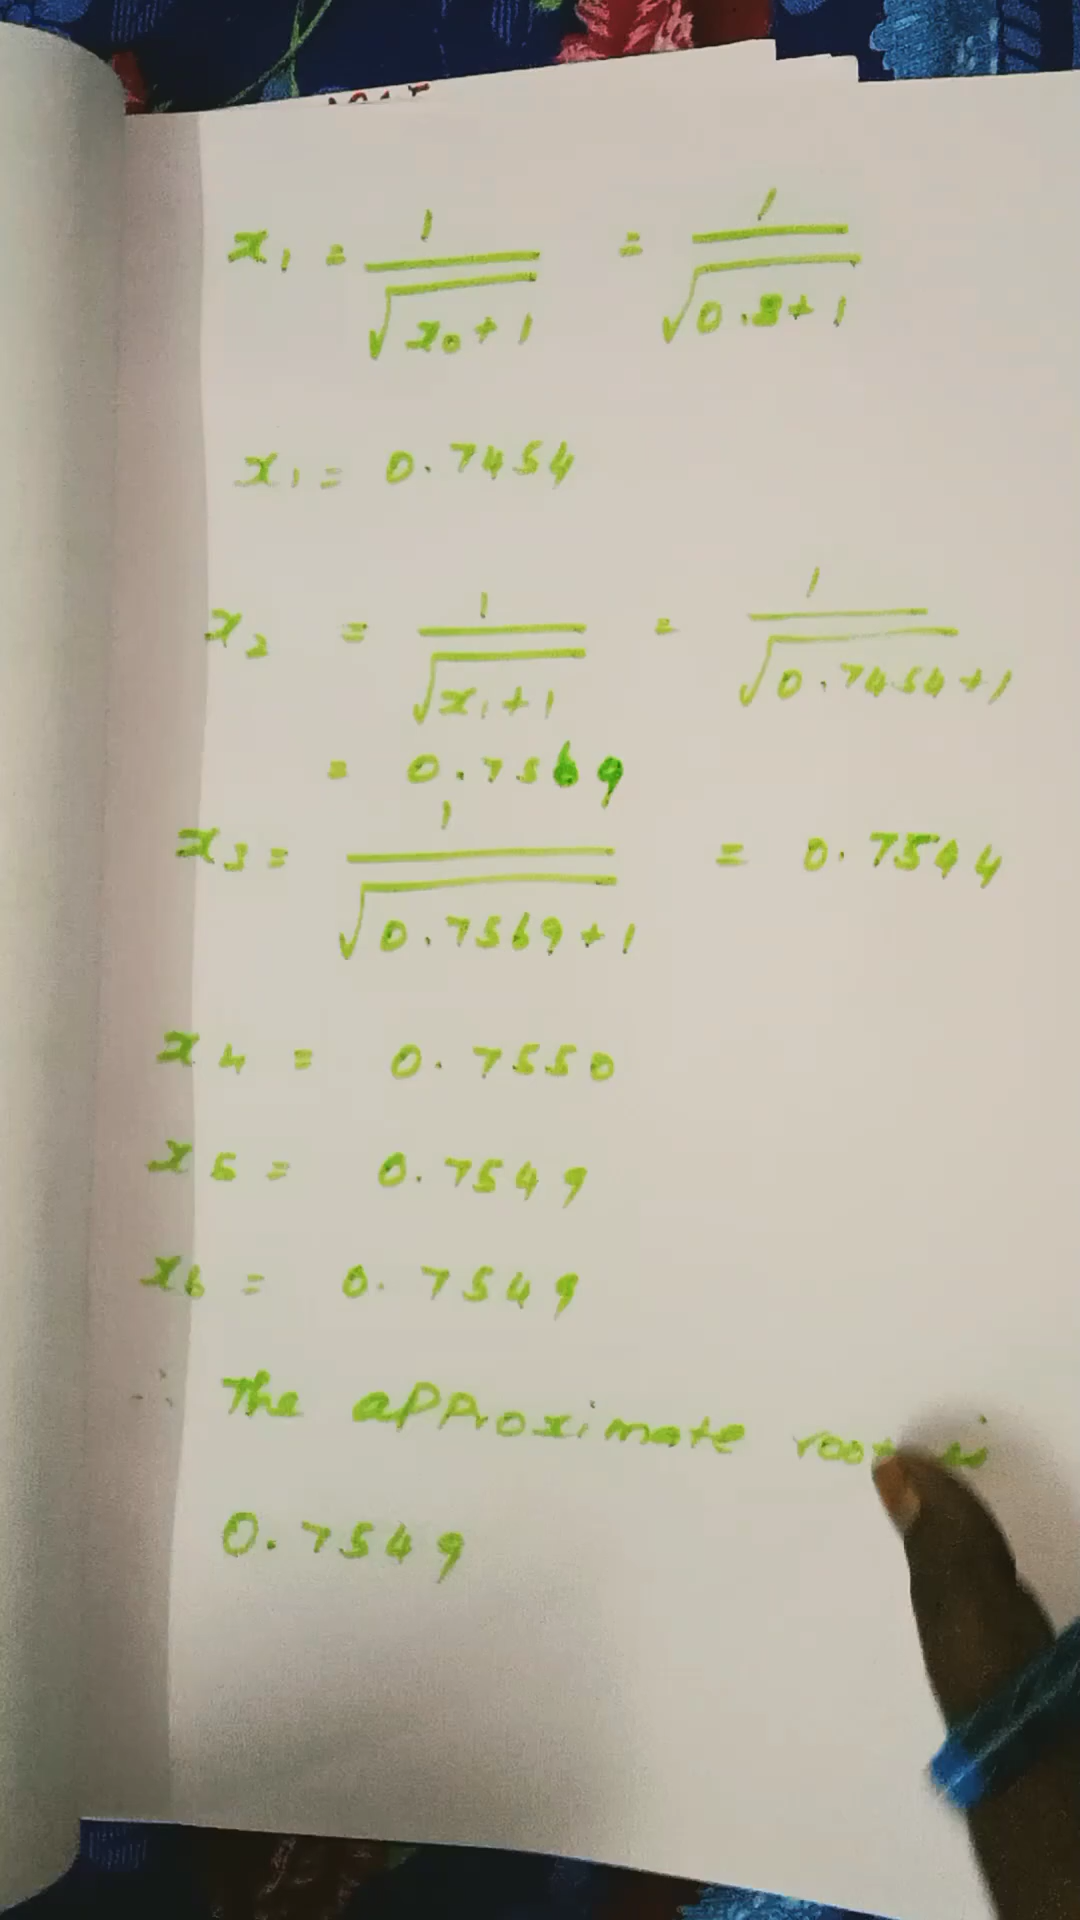 x₁ = 1/√(x₀+1) = 1/√(0.8+1)
x₁ = 0.7454
x₂ = 1/√(x₁+1) = 1/√(0.7454+1)
= 0.7569
x₃ = 1/√(0.7569+1) = 0.7544
x₄ = 0.7550
x₅ = 0.7549
x₆ = 0.7549
∴ The approximate root is
0.7549